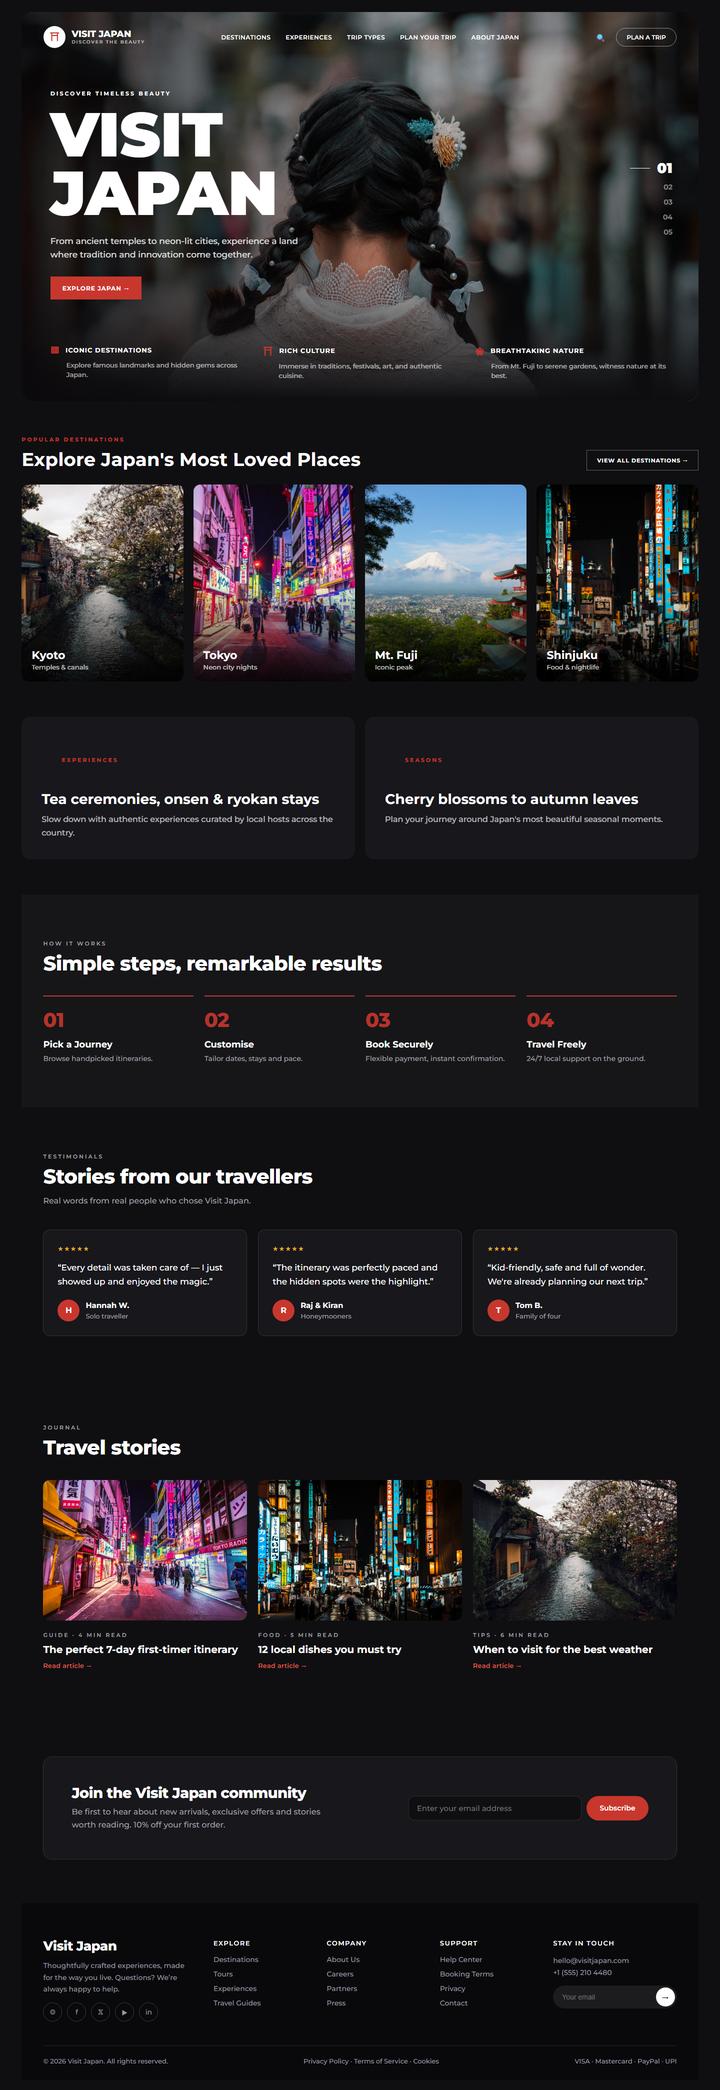 VISIT JAPAN
DISCOVER THE BEAUTY
DESTINATIONS
EXPERIENCES
TRIP TYPES
PLAN YOUR TRIP
ABOUT JAPAN
PLAN A TRIP
DISCOVER TIMELESS BEAUTY
VISIT
JAPAN
From ancient temples to neon-lit cities, experience a land
where tradition and innovation come together.
EXPLORE JAPAN →
01
02
03
04
05
ICONIC DESTINATIONS
Explore famous landmarks and hidden gems across
Japan.
RICH CULTURE
Immerse in traditions, festivals, art, and authentic
cuisine.
BREATHTAKING NATURE
From Mt. Fuji to serene gardens, witness nature at its
best.
POPULAR DESTINATIONS
Explore Japan's Most Loved Places
VIEW ALL DESTINATIONS →
Kyoto
Temples & canals
Tokyo
Neon city nights
Mt. Fuji
Iconic peak
Shinjuku
Food & nightlife
EXPERIENCES
Tea ceremonies, onsen & ryokan stays
Slow down with authentic experiences curated by local hosts across the
country.
SEASONS
Cherry blossoms to autumn leaves
Plan your journey around Japan's most beautiful seasonal moments.
HOW IT WORKS
Simple steps, remarkable results
01
Pick a Journey
Browse handpicked itineraries.
02
Customise
Tailor dates, stays and pace.
03
Book Securely
Flexible payment, instant confirmation.
04
Travel Freely
24/7 local support on the ground.
TESTIMONIALS
Stories from our travellers
Real words from real people who chose Visit Japan.
★★★★★
“Every detail was taken care of — I just
showed up and enjoyed the magic.”
H
Hannah W.
Solo traveller
★★★★★
“The itinerary was perfectly paced and
the hidden spots were the highlight.”
R
Raj & Kiran
Honeymooners
★★★★★
“Kid-friendly, safe and full of wonder.
We're already planning our next trip.”
T
Tom B.
Family of four
JOURNAL
Travel stories
TOKYO RADIO
GUIDE · 4 MIN READ
The perfect 7-day first-timer itinerary
Read article →
FOOD · 5 MIN READ
12 local dishes you must try
Read article →
TIPS · 6 MIN READ
When to visit for the best weather
Read article →
Join the Visit Japan community
Be first to hear about new arrivals, exclusive offers and stories
worth reading. 10% off your first order.
Enter your email address
Subscribe
Visit Japan
Thoughtfully crafted experiences, made
for the way you live. Questions? We're
always happy to help.
f
𝕏
in
EXPLORE
Destinations
Tours
Experiences
Travel Guides
COMPANY
About Us
Careers
Partners
Press
SUPPORT
Help Center
Booking Terms
Privacy
Contact
STAY IN TOUCH
hello@visitjapan.com
+1 (555) 210 4480
Your email
→
© 2026 Visit Japan. All rights reserved.
Privacy Policy · Terms of Service · Cookies
VISA · Mastercard · PayPal · UPI